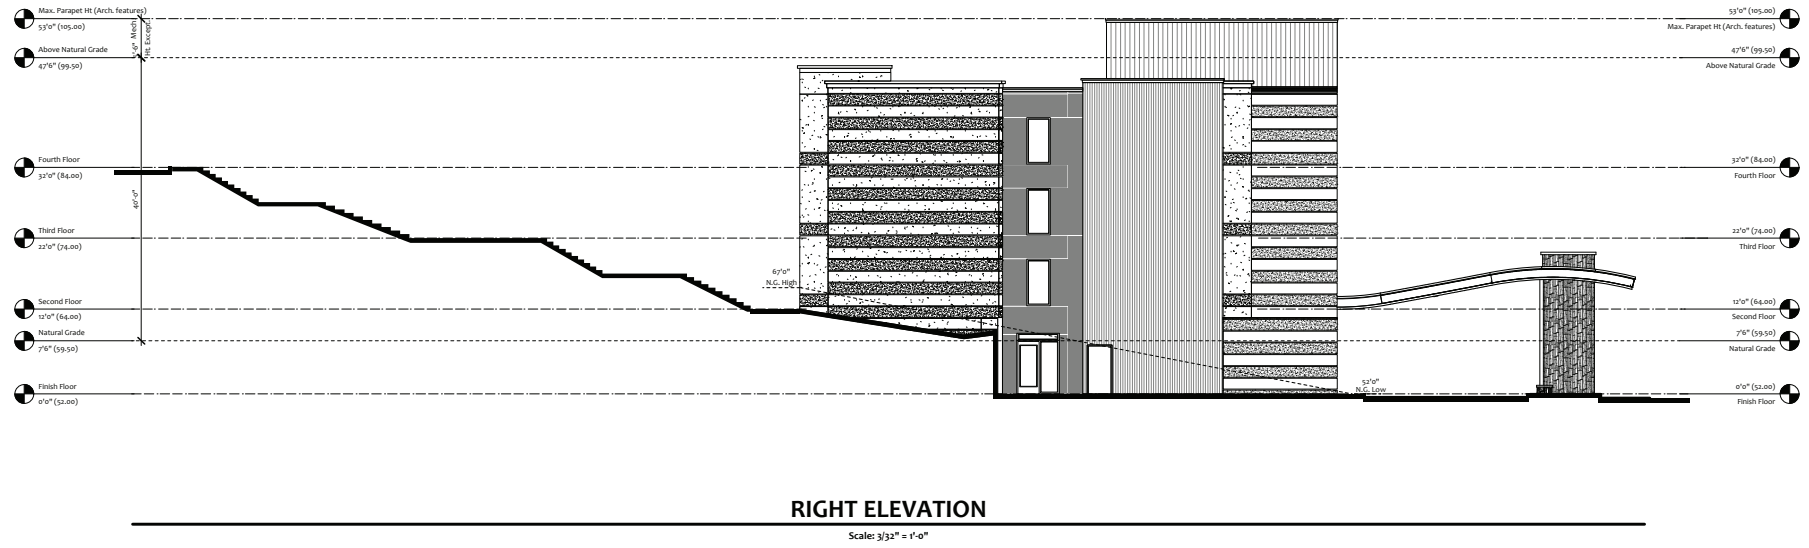 Max. Parapet Ht (Arch. features)
53'0" (105.00)
Above Natural Grade
47'6" (99.50)
Mech.
Ht. Except.
Fourth Floor
32'0" (84.00)
40'-0"
Third Floor
22'0" (74.00)
Second Floor
12'0" (64.00)
Natural Grade
7'6" (59.50)
Finish Floor
0'0" (52.00)
67'0"
N.G. High
52'0"
N.G. Low
53'0" (105.00)
Max. Parapet Ht (Arch. features)
47'6" (99.50)
Above Natural Grade
32'0" (84.00)
Fourth Floor
22'0" (74.00)
Third Floor
12'0" (64.00)
Second Floor
7'6" (59.50)
Natural Grade
0'0" (52.00)
Finish Floor
RIGHT ELEVATION
Scale: 3/32" = 1'-0"